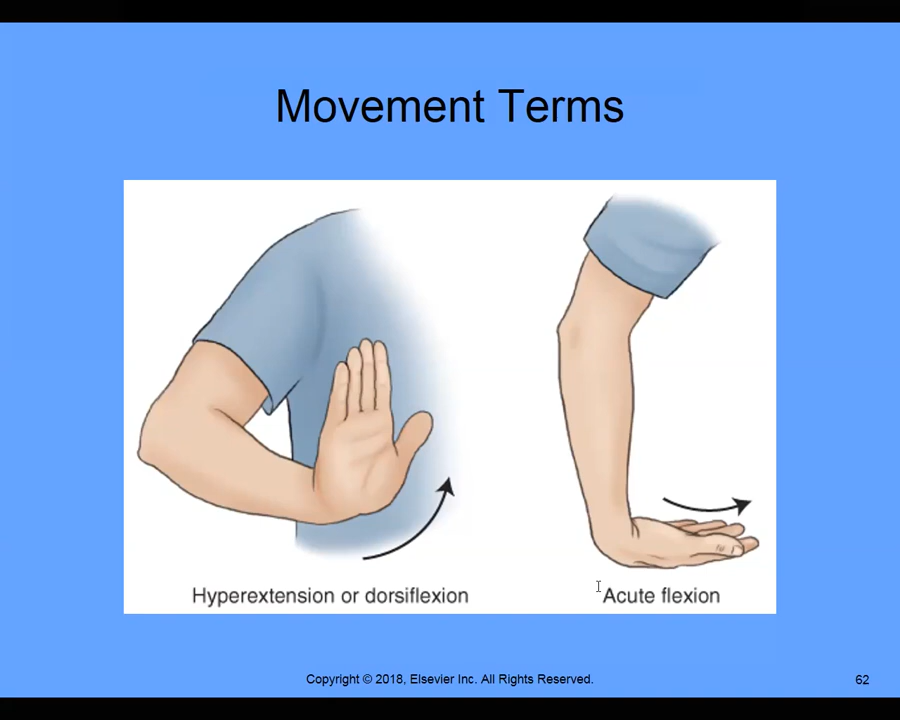 Movement Terms
Hyperextension or dorsiflexion
Acute flexion
Copyright © 2018, Elsevier Inc. All Rights Reserved.
62